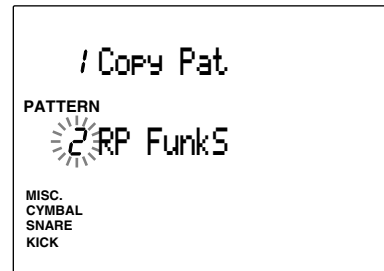 1 Copy Pat.
PATTERN
2 RP FunkS
MISC.
CYMBAL
SNARE
KICK